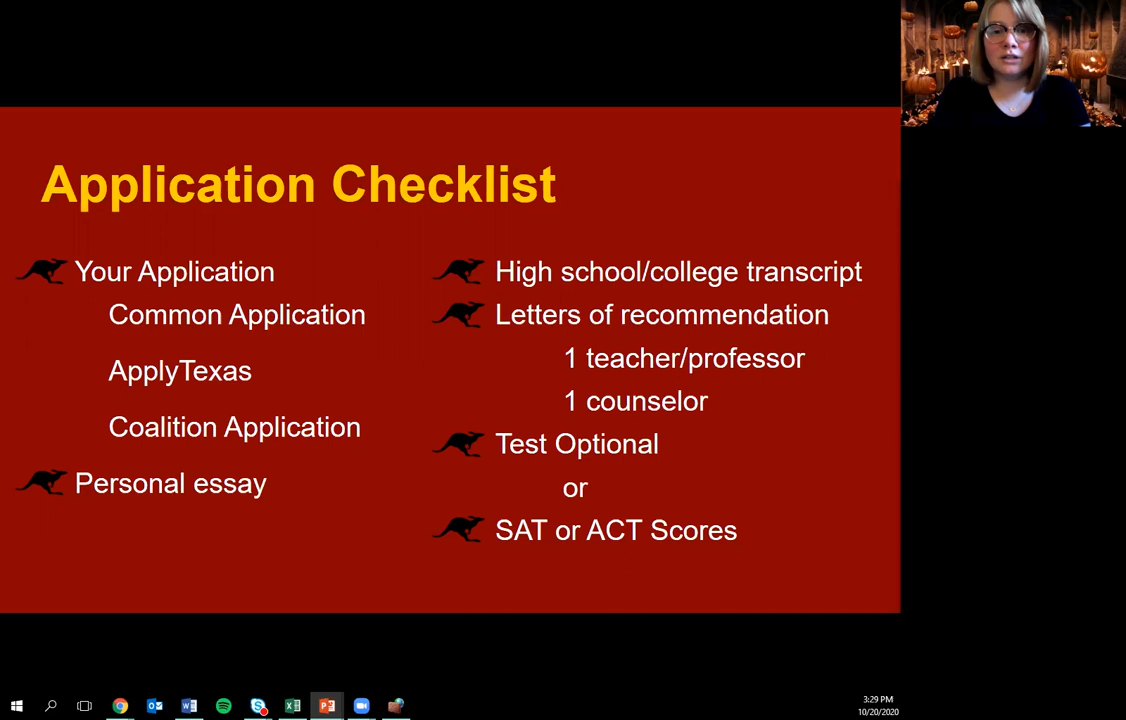 Application Checklist
Your Application
Common Application
ApplyTexas
Coalition Application
Personal essay
High school/college transcript
Letters of recommendation
1 teacher/professor
1 counselor
Test Optional
or
SAT or ACT Scores
3:29 PM
10/20/2020